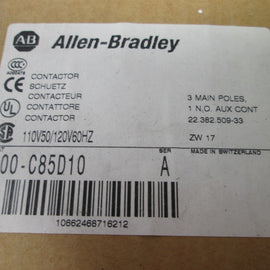 AB Allen-Bradley
CONTACTOR
SCHUETZ
CONTACTEUR
CONTATTORE
CONTACTOR
3 MAIN POLES,
1 N.O. AUX CONT
22.382.509-33
110V50/120V60HZ
ZW 17
SER
MADE IN SWITZERLAND
00-C85D10
A
10662468716212